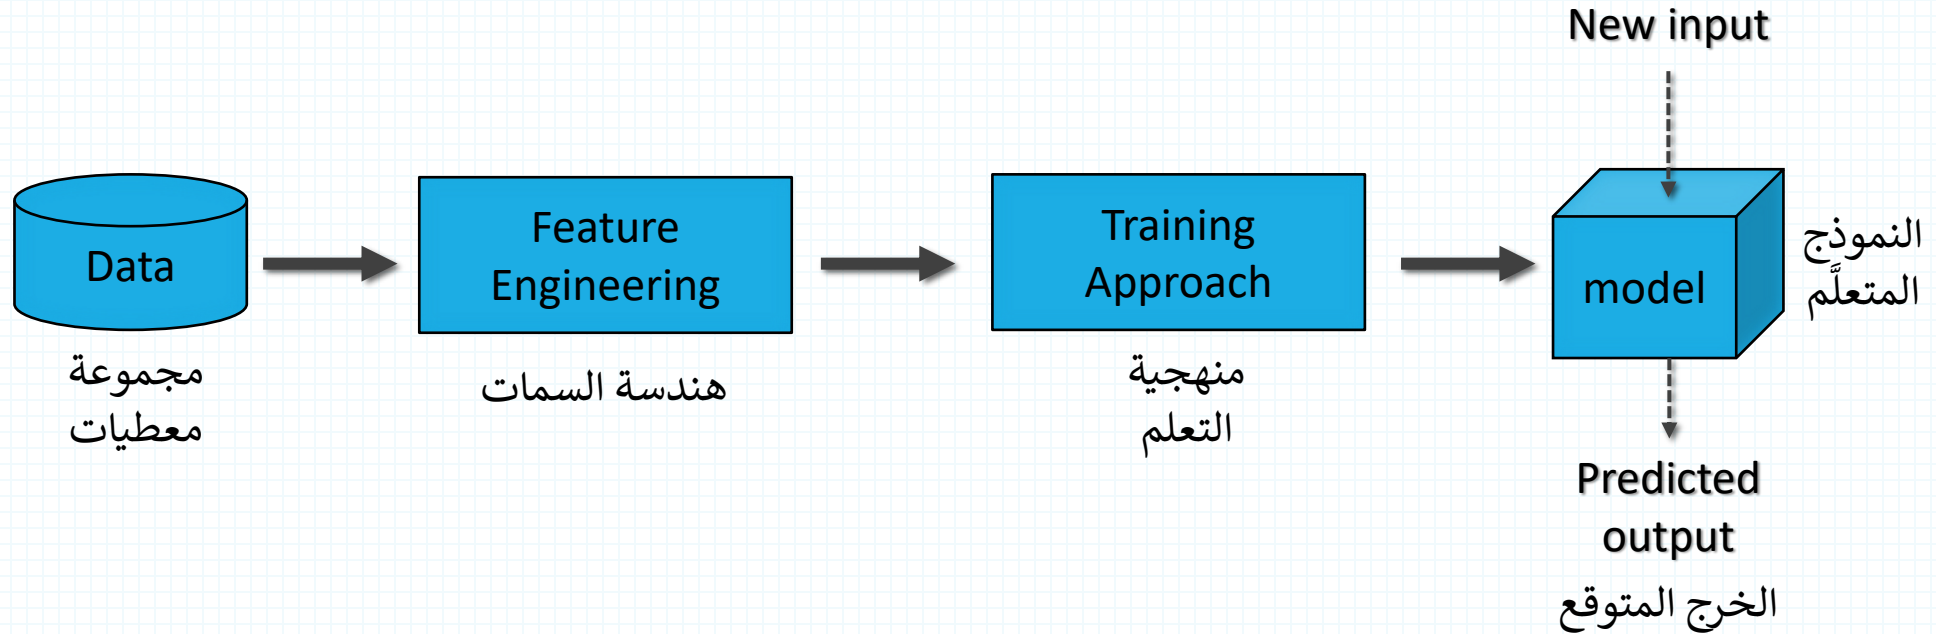 New input
Data
مجموعة
معطيات
Feature
Engineering
هندسة السمات
Training
Approach
منهجية
التعلم
model
النموذج
المتعلَّم
Predicted
output
الخرج المتوقع